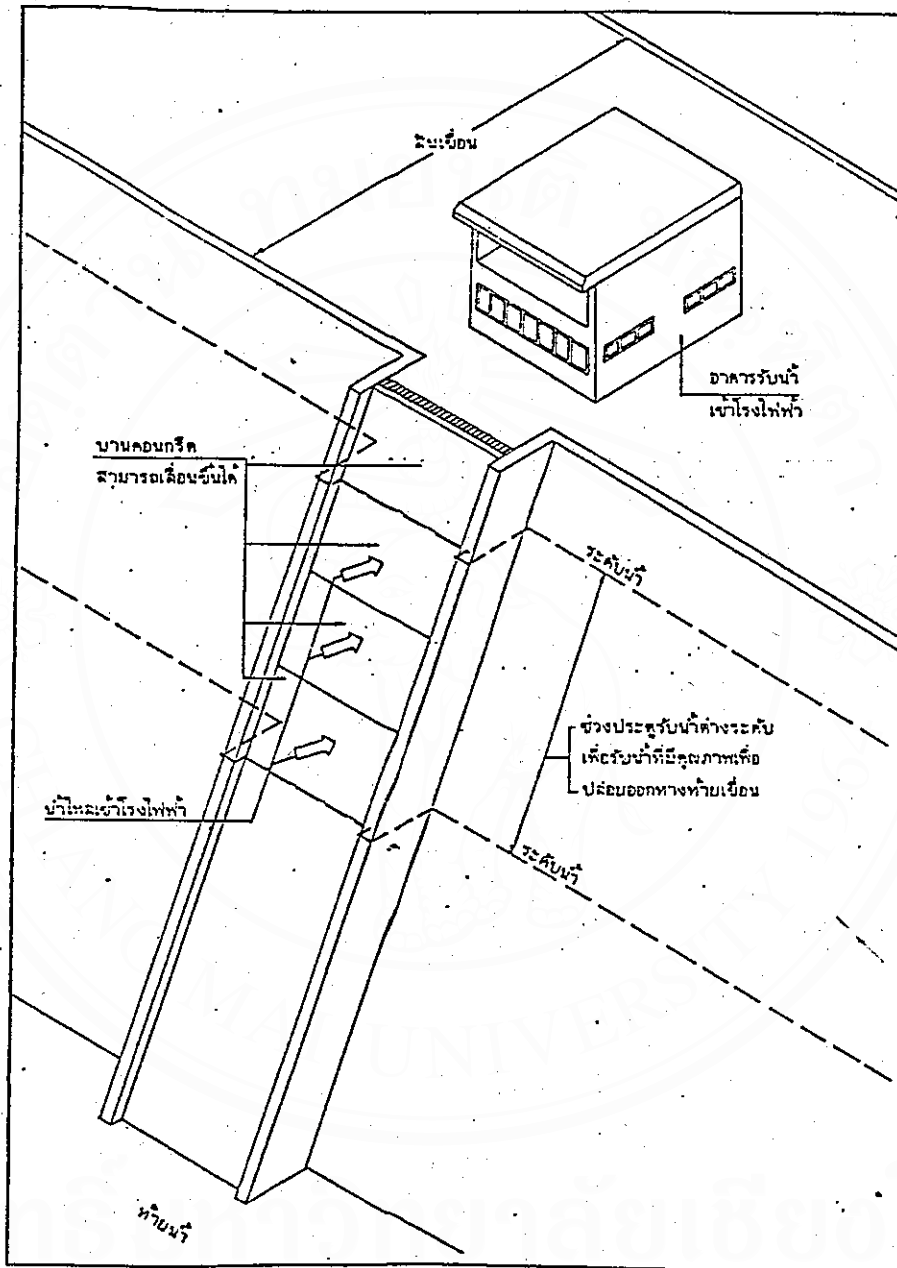 สันเขื่อน
อาคารรับน้ำ
เข้าโรงไฟฟ้า
บานคอนกรีต
สามารถเลื่อนขึ้นได้
ระดับน้ำ
ช่วงประตูรับน้ำต่างระดับ
เพื่อรับน้ำที่มีคุณภาพเพื่อ
ปล่อยออกทางท้ายเขื่อน
น้ำไหลเข้าโรงไฟฟ้า
ระดับน้ำ
ท้ายน้ำ
CHIANG MAI UNIVERSITY 1964